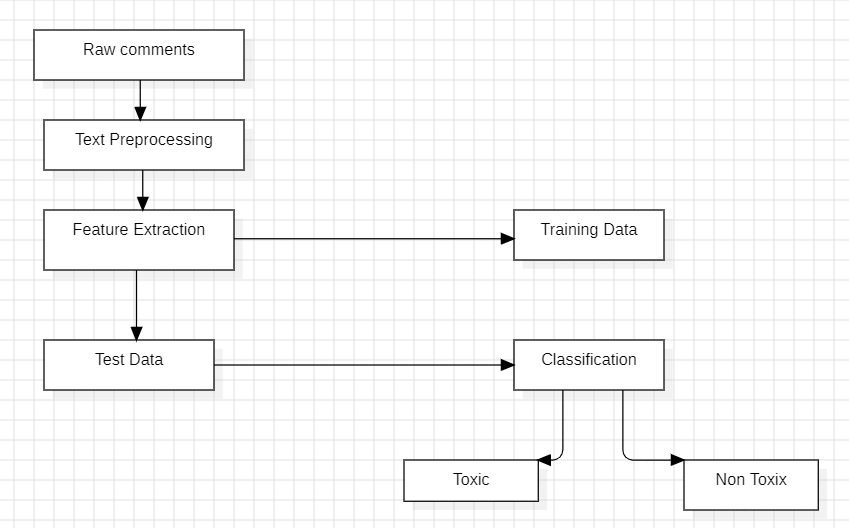 Raw comments
Text Preprocessing
Feature Extraction
Training Data
Test Data
Classification
Toxic
Non Toxix